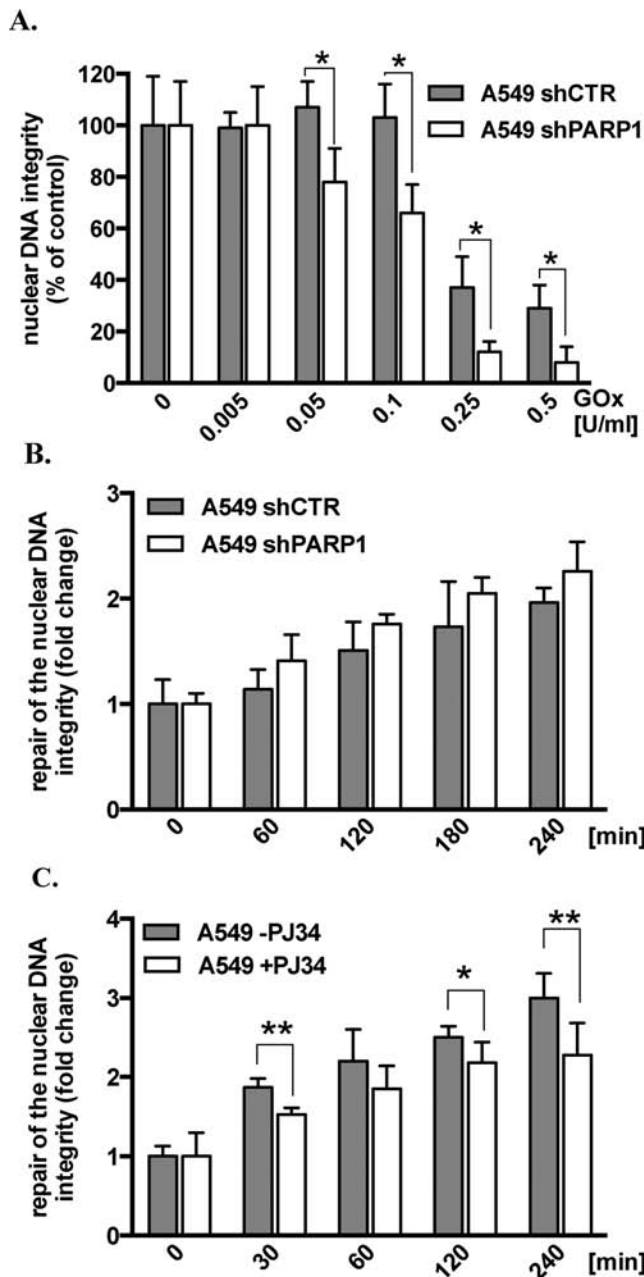 A.
*
*
A549 shCTR
A549 shPARP1
*
*
120
100
80
60
40
20
0
nuclear DNA integrity
(% of control)
0
0.005
0.05
0.1
0.25
0.5
GOx
[U/ml]
B.
A549 shCTR
A549 shPARP1
3
2
1
0
repair of the nuclear DNA
integrity (fold change)
0
60
120
180
240
[min]
C.
A549 -PJ34
A549 +PJ34
**
*
**
4
3
2
1
0
repair of the nuclear DNA
integrity (fold change)
0
30
60
120
240
[min]